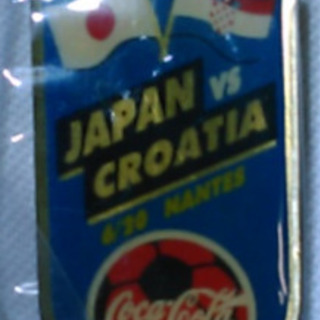 JAPAN VS
CROATIA
6/20 NANTES
Coca-Cola